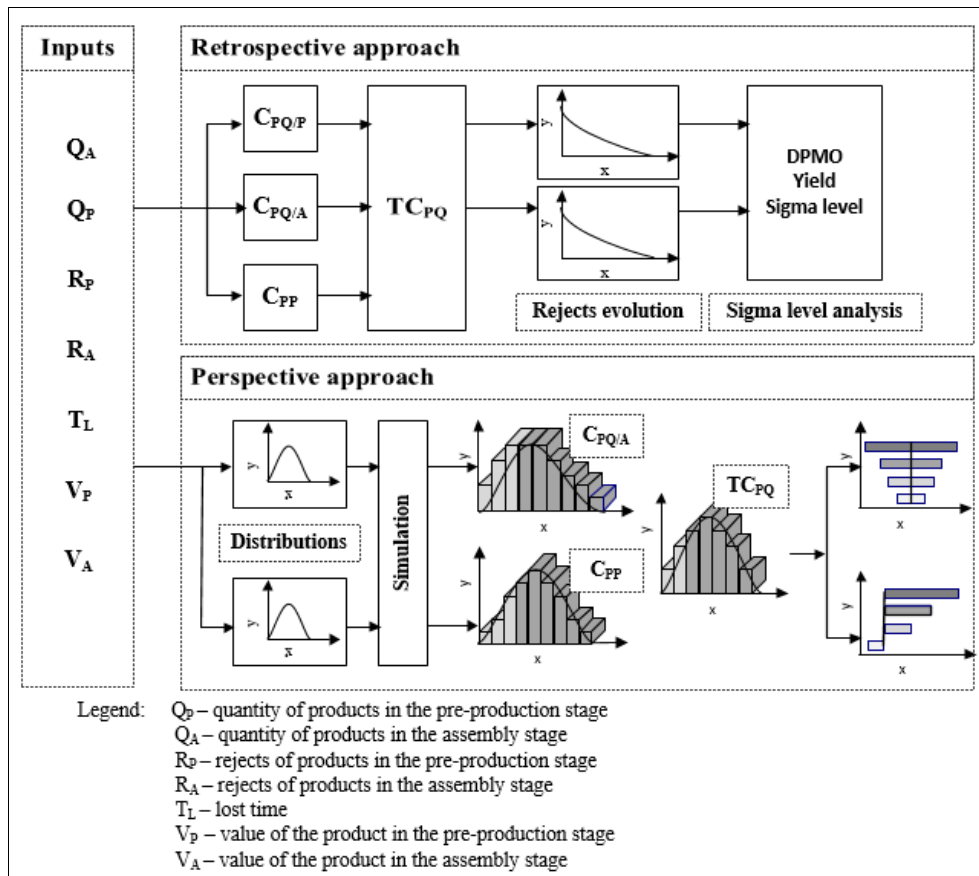 Inputs
Q_A
Q_P
R_P
R_A
T_L
V_P
V_A
Retrospective approach
C_PQ/P
C_PQ/A
C_PP
TC_PQ
y
x
y
x
DPMO
Yield
Sigma level
Rejects evolution
Sigma level analysis
Perspective approach
y
x
Distributions
y
x
Simulation
C_PQ/A
y
x
C_PP
y
x
TC_PQ
y
x
y
x
y
x
Legend: Q_P – quantity of products in the pre-production stage
Q_A – quantity of products in the assembly stage
R_P – rejects of products in the pre-production stage
R_A – rejects of products in the assembly stage
T_L – lost time
V_P – value of the product in the pre-production stage
V_A – value of the product in the assembly stage